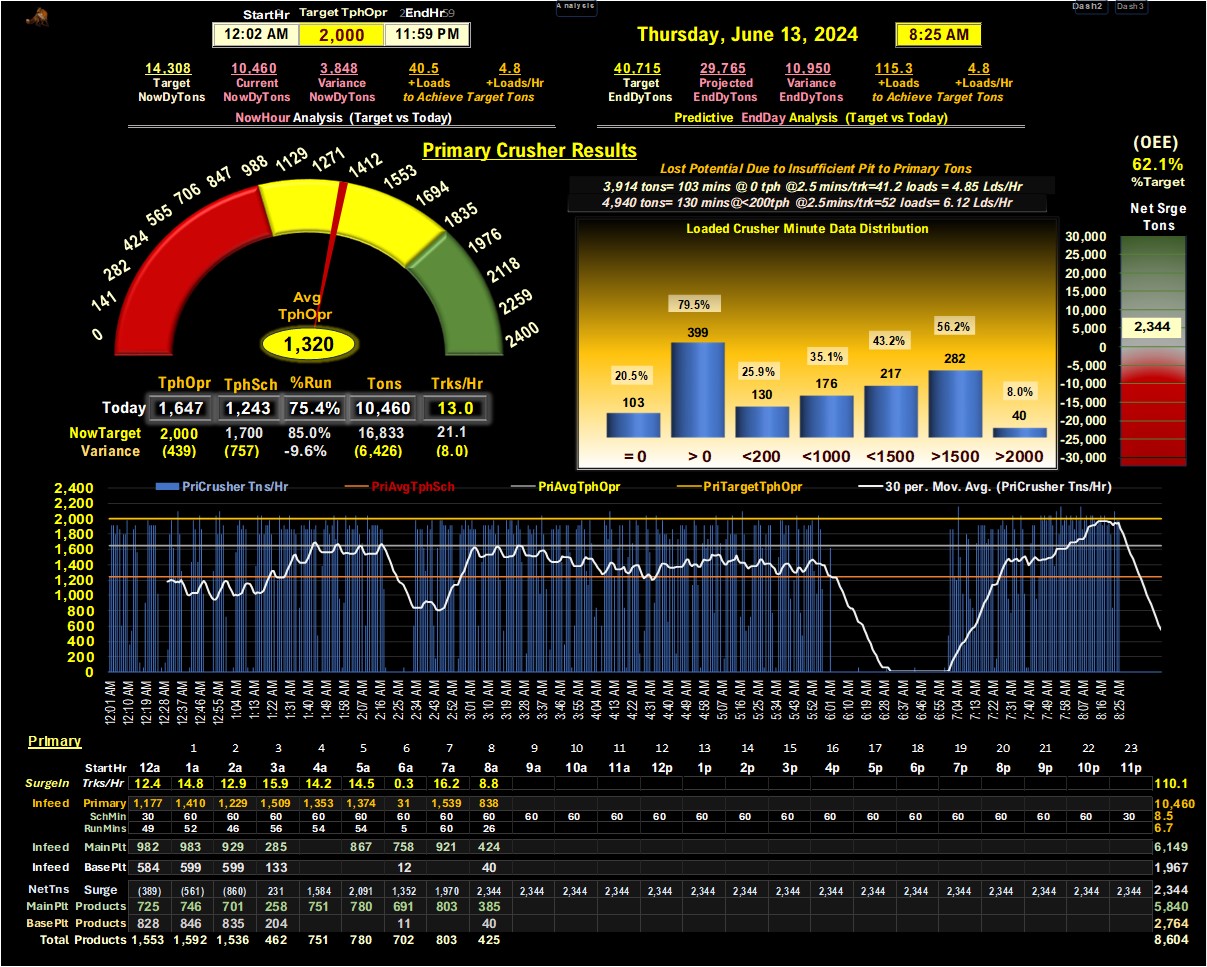 StartHr Target TphOpr EndHr
Analysis
Dash2 Dash3
12:02 AM 2,000 11:59 PM
Thursday, June 13, 2024 8:25 AM
14,308 10,460 3,848 40.5 4.8
Target Current Variance +Loads +Loads/Hr
NowDyTons NowDyTons NowDyTons to Achieve Target Tons
NowHour Analysis (Target vs Today)
40,715 29,765 10,950 115.3 4.8
Target Projected Variance +Loads +Loads/Hr
EndDyTons EndDyTons EndDyTons to Achieve Target Tons
Predictive EndDay Analysis (Target vs Today)
(OEE)
62.1%
%Target
Net Srge
Tons
30,000
25,000
20,000
15,000
10,000
5,000
0
-5,000
-10,000
-15,000
-20,000
-25,000
-30,000
2,344
Primary Crusher Results
0 141 282 424 565 706 847 988 1129 1271 1412 1553 1694 1835 1976 2118 2259 2400
Avg
TphOpr
1,320
Lost Potential Due to Insufficient Pit to Primary Tons
3,914 tons= 103 mins @ 0 tph @2.5 mins/trk=41.2 loads = 4.85 Lds/Hr
4,940 tons= 130 mins@<200tph @2.5mins/trk=52 loads= 6.12 Lds/Hr
Loaded Crusher Minute Data Distribution
20.5% 79.5% 25.9% 35.1% 43.2% 56.2% 8.0%
103 399 130 176 217 282 40
= 0 > 0 <200 <1000 <1500 >1500 >2000
TphOpr TphSch %Run Tons Trks/Hr
Today 1,647 1,243 75.4% 10,460 13.0
NowTarget 2,000 1,700 85.0% 16,833 21.1
Variance (439) (757) -9.6% (6,426) (8.0)
PriCrusher Tns/Hr PriAvgTphSch PriAvgTphOpr PriTargetTphOpr 30 per. Mov. Avg. (PriCrusher Tns/Hr)
2,400
2,200
2,000
1,800
1,600
1,400
1,200
1,000
800
600
400
200
0
12:01 AM 12:10 AM 12:19 AM 12:28 AM 12:37 AM 12:46 AM 12:55 AM 1:04 AM 1:13 AM 1:22 AM 1:31 AM 1:40 AM 1:49 AM 1:58 AM 2:07 AM 2:16 AM 2:25 AM 2:34 AM 2:43 AM 2:52 AM 3:01 AM 3:10 AM 3:19 AM 3:28 AM 3:37 AM 3:46 AM 3:55 AM 4:04 AM 4:13 AM 4:22 AM 4:31 AM 4:40 AM 4:49 AM 4:58 AM 5:07 AM 5:16 AM 5:25 AM 5:34 AM 5:43 AM 5:52 AM 6:01 AM 6:10 AM 6:19 AM 6:28 AM 6:37 AM 6:46 AM 6:55 AM 7:04 AM 7:13 AM 7:22 AM 7:31 AM 7:40 AM 7:49 AM 7:58 AM 8:07 AM 8:16 AM 8:25 AM
Primary
1 2 3 4 5 6 7 8 9 10 11 12 13 14 15 16 17 18 19 20 21 22 23
StartHr 12a 1a 2a 3a 4a 5a 6a 7a 8a 9a 10a 11a 12p 1p 2p 3p 4p 5p 6p 7p 8p 9p 10p 11p
SurgeIn Trks/Hr 12.4 14.8 12.9 15.9 14.2 14.5 0.3 16.2 8.8 110.1
Infeed Primary 1,177 1,410 1,229 1,509 1,353 1,374 31 1,539 838 10,460
SchMin 30 60 60 60 60 60 60 60 60 60 60 60 60 60 60 60 60 60 60 60 60 60 60 30 8.5
RunMins 49 52 46 56 54 54 5 60 26 6.7
Infeed MainPlt 982 983 929 285 867 758 921 424 6,149
Infeed BasePlt 584 599 599 133 12 40 1,967
NetTns Surge (389) (561) (860) 231 1,584 2,091 1,352 1,970 2,344 2,344 2,344 2,344 2,344 2,344 2,344 2,344 2,344 2,344 2,344 2,344 2,344 2,344 2,344 2,344 2,344
MainPlt Products 725 746 701 258 751 780 691 803 385 5,840
BasePlt Products 828 846 835 204 11 40 2,764
Total Products 1,553 1,592 1,536 462 751 780 702 803 425 8,604